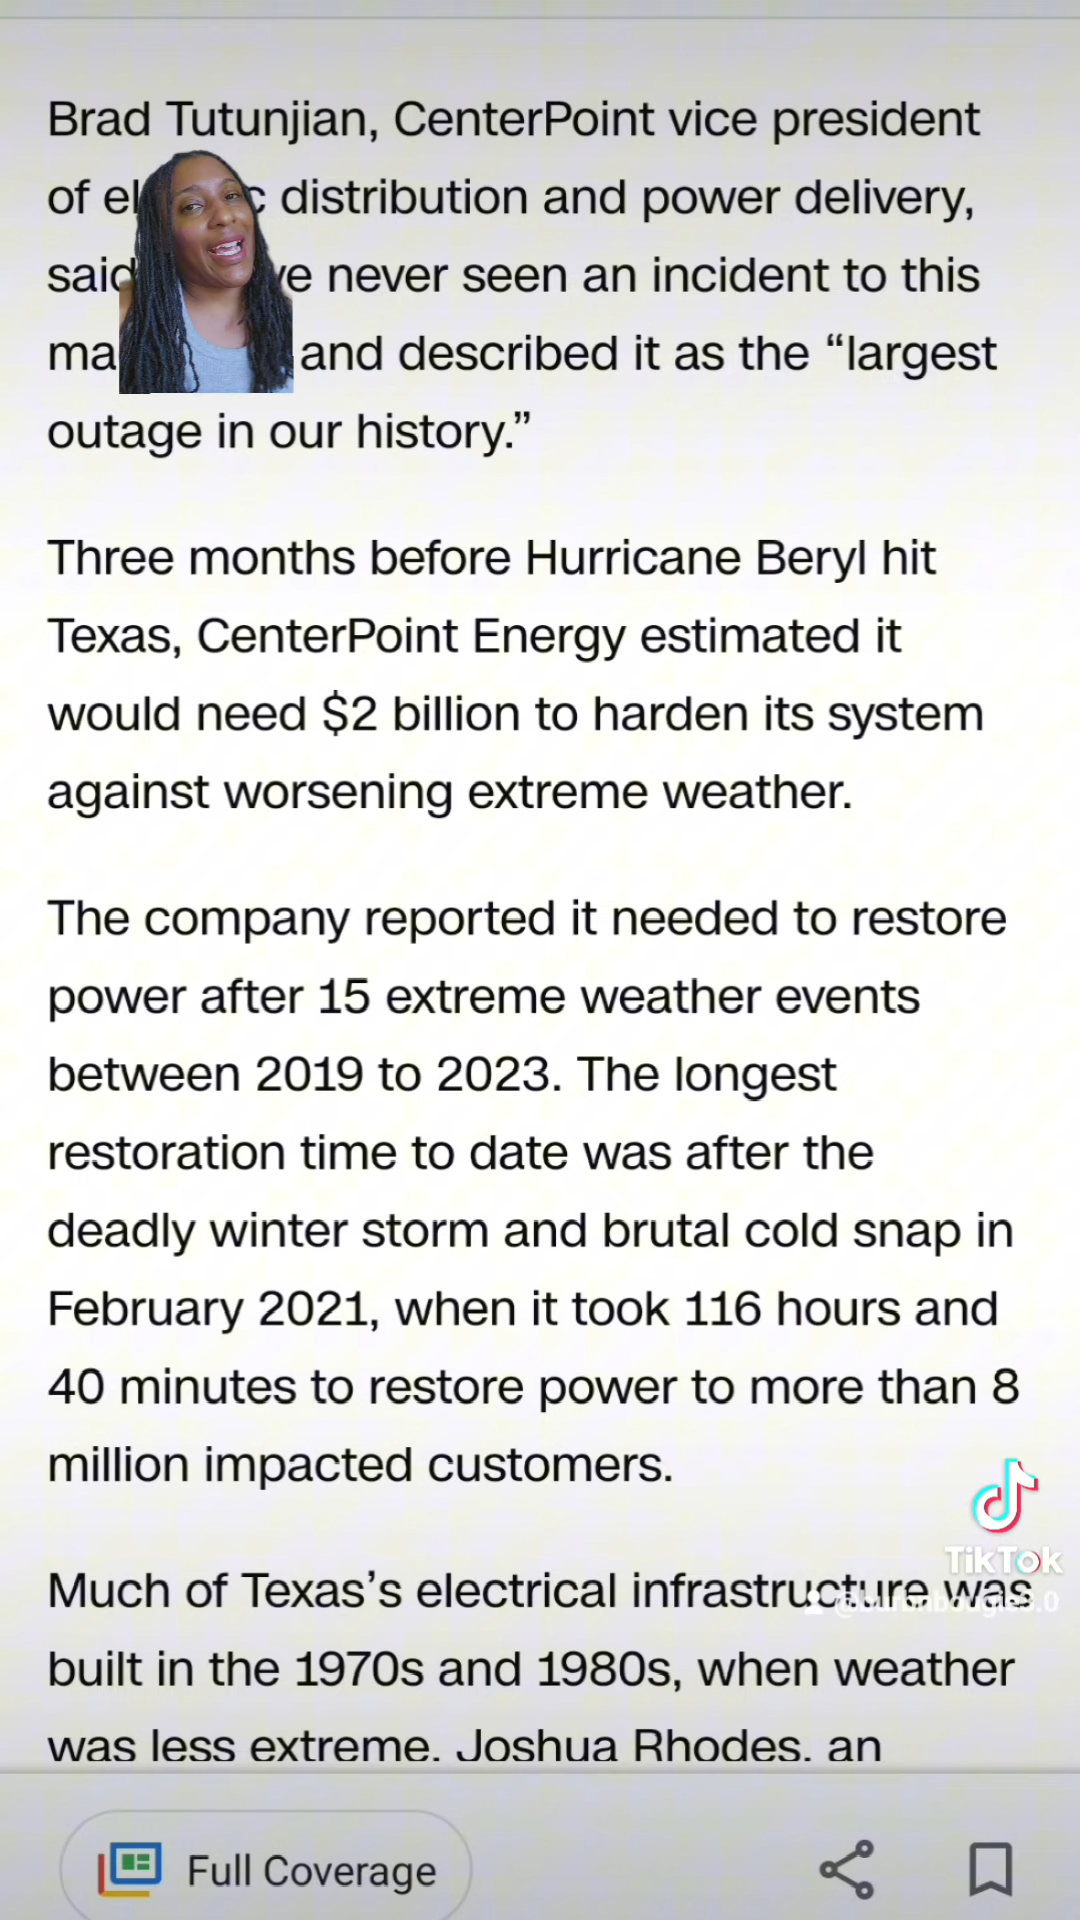 Brad Tutunjian, CenterPoint vice president
of distribution and power delivery,
said never seen an incident to this
and described it as the “largest
outage in our history.”
Three months before Hurricane Beryl hit
Texas, CenterPoint Energy estimated it
would need $2 billion to harden its system
against worsening extreme weather.
The company reported it needed to restore
power after 15 extreme weather events
between 2019 to 2023. The longest
restoration time to date was after the
deadly winter storm and brutal cold snap in
February 2021, when it took 116 hours and
40 minutes to restore power to more than 8
million impacted customers.
Much of Texas’s electrical infrastructure was
built in the 1970s and 1980s, when weather
was less extreme. Joshua Rhodes, an
TikTok
Full Coverage